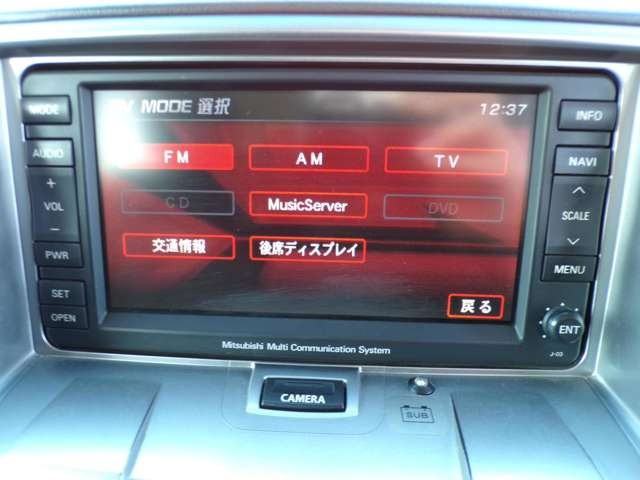 AV MODE 選択 12:37
MODE
INFO
FM AM TV
AUDIO
NAVI
CD MusicServer DVD
+
VOL
−
SCALE
交通情報 後席ディスプレイ
PWR
MENU
SET
戻る
OPEN
ENT
Mitsubishi Multi Communication System
J-03
CAMERA
SUB